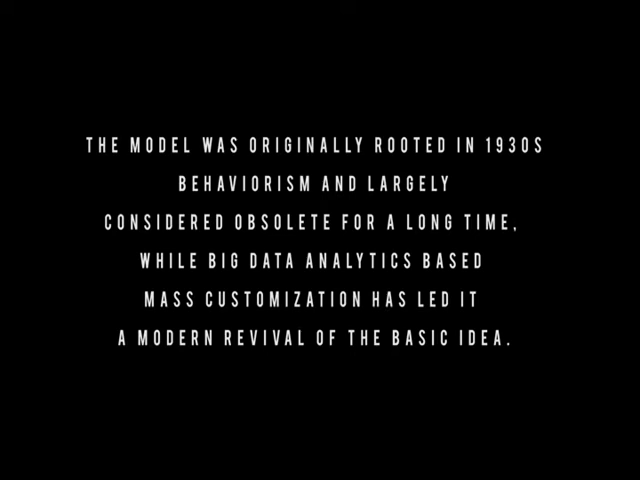 THE MODEL WAS ORIGINALLY ROOTED IN 1930S
BEHAVIORISM AND LARGELY
CONSIDERED OBSOLETE FOR A LONG TIME,
WHILE BIG DATA ANALYTICS BASED
MASS CUSTOMIZATION HAS LED IT
A MODERN REVIVAL OF THE BASIC IDEA.